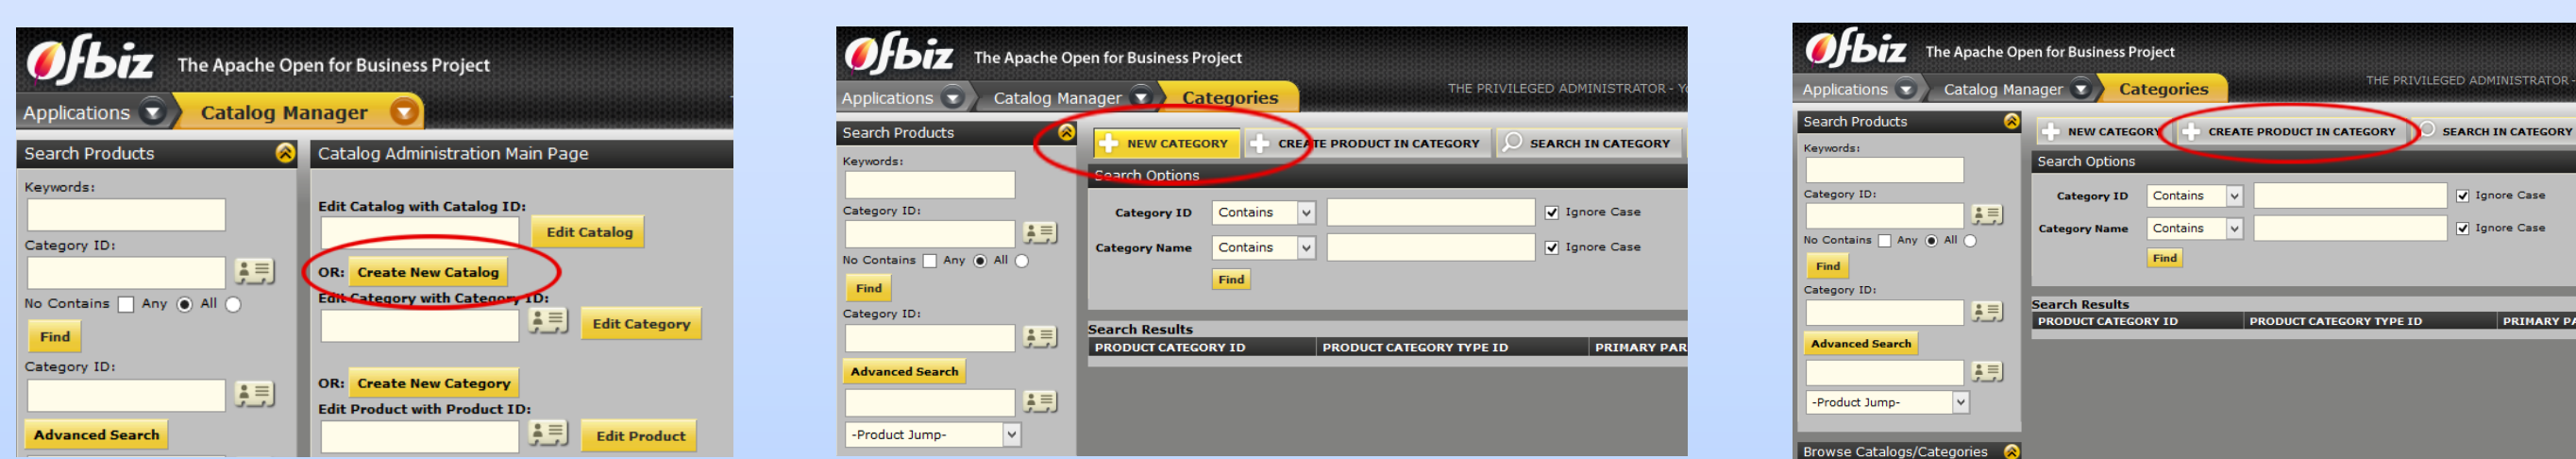 Ofbiz The Apache Open for Business Project
Applications Catalog Manager
Search Products
Keywords:
Category ID:
No Contains Any All
Find
Category ID:
Advanced Search
Catalog Administration Main Page
Edit Catalog with Catalog ID:
Edit Catalog
OR: Create New Catalog
Edit Category with Category ID:
Edit Category
OR: Create New Category
Edit Product with Product ID:
Edit Product
Ofbiz The Apache Open for Business Project
Applications Catalog Manager Categories
THE PRIVILEGED ADMINISTRATOR -
Search Products
Keywords:
Category ID:
No Contains Any All
Find
Category ID:
Advanced Search
-Product Jump-
NEW CATEGORY CREATE PRODUCT IN CATEGORY SEARCH IN CATEGORY
Search Options
Category ID Contains Ignore Case
Category Name Contains Ignore Case
Find
Search Results
PRODUCT CATEGORY ID PRODUCT CATEGORY TYPE ID PRIMARY PAR
Ofbiz The Apache Open for Business Project
Applications Catalog Manager Categories
THE PRIVILEGED ADMINISTRATOR -
Search Products
Keywords:
Category ID:
No Contains Any All
Find
Category ID:
Advanced Search
-Product Jump-
Browse Catalogs/Categories
NEW CATEGORY CREATE PRODUCT IN CATEGORY SEARCH IN CATEGORY
Search Options
Category ID Contains Ignore Case
Category Name Contains Ignore Case
Find
Search Results
PRODUCT CATEGORY ID PRODUCT CATEGORY TYPE ID PRIMARY PA